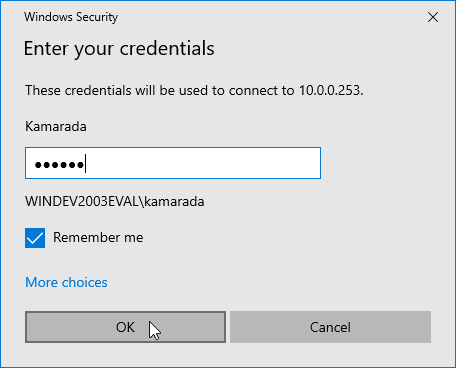 Windows Security
Enter your credentials
These credentials will be used to connect to 10.0.0.253.
Kamarada
●●●●●●
WINDEV2003EVAL\kamarada
Remember me
More choices
OK
Cancel